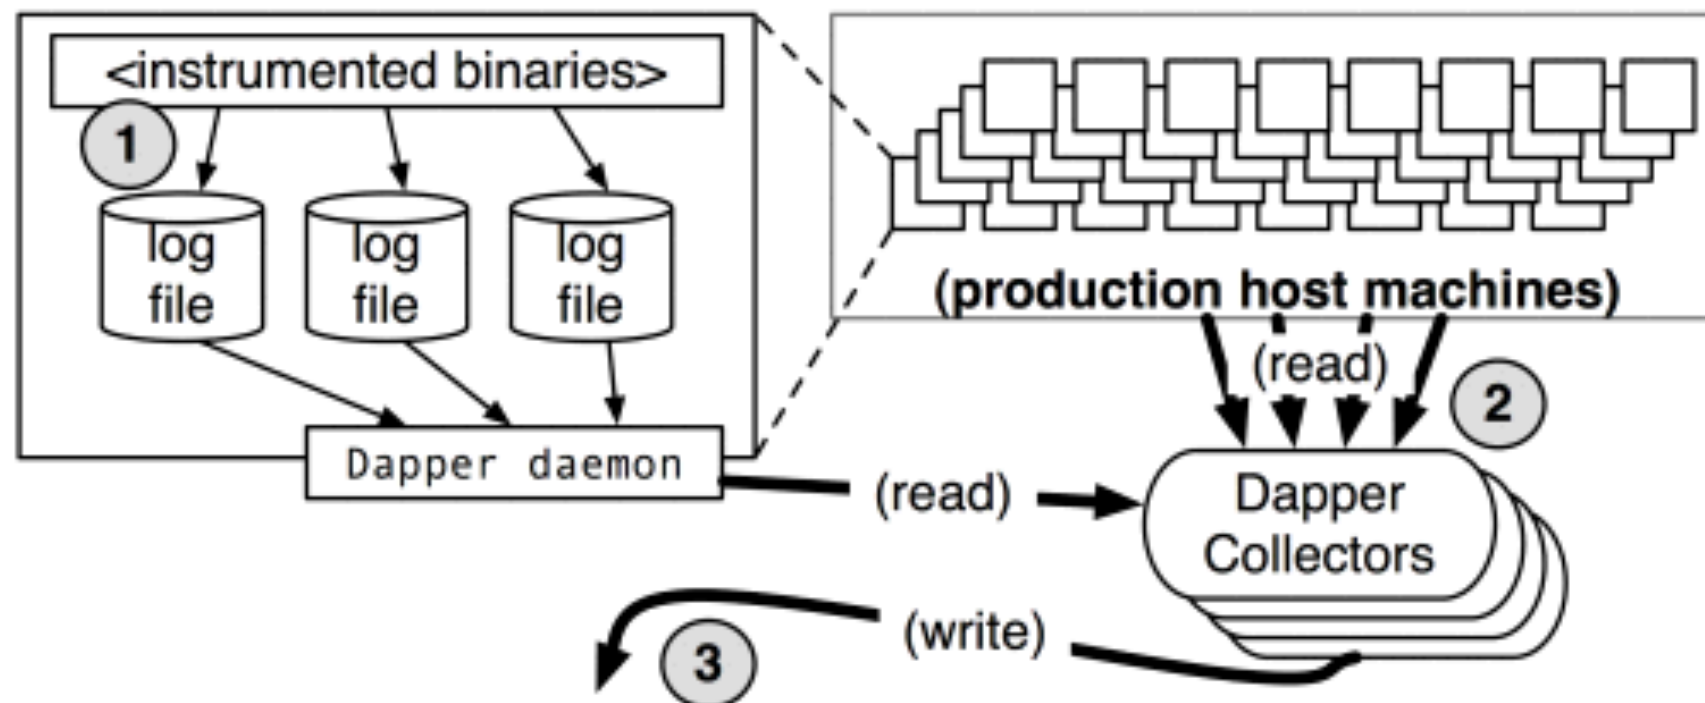 <instrumented binaries>
1
log
file
log
file
log
file
(production host machines)
(read)
2
Dapper daemon
(read)
Dapper
Collectors
(write)
3